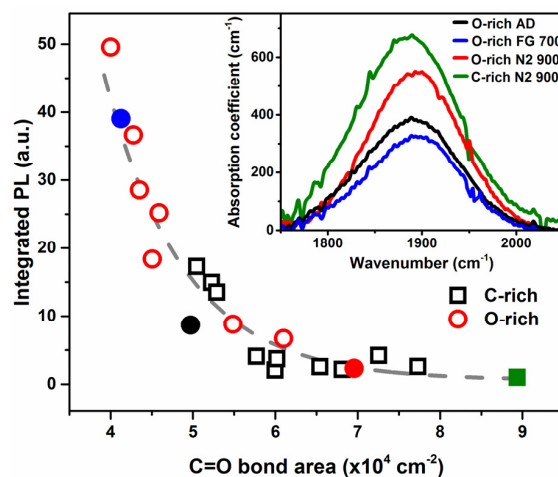 50
40
30
20
10
0
Integrated PL (a.u.)
4 5 6 7 8 9
C=O bond area (x10⁴ cm⁻²)
C-rich
O-rich
600
400
200
0
Absorption coefficient (cm⁻¹)
1800 1900 2000
Wavenumber (cm⁻¹)
O-rich AD
O-rich FG 700
O-rich N2 900
C-rich N2 900